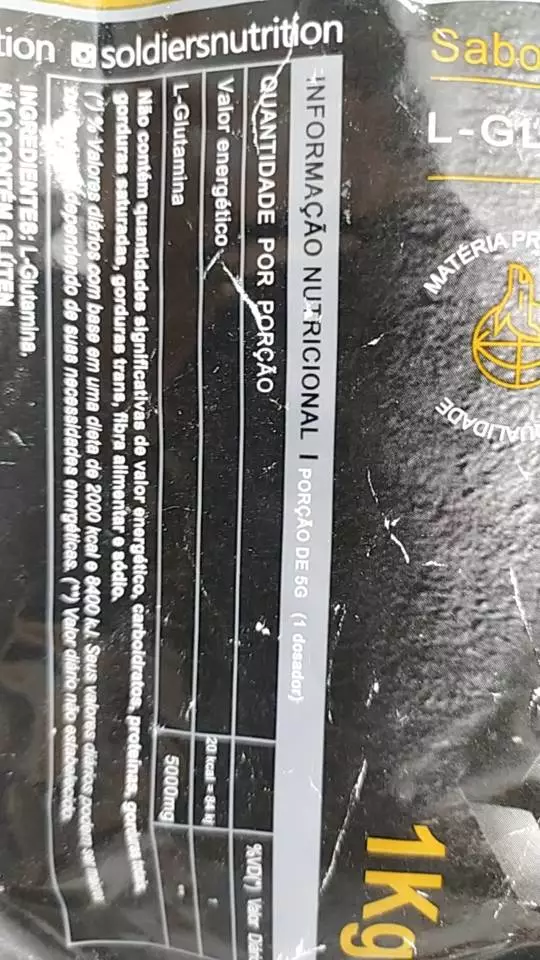 tion soldiersnutrition
INFORMAÇÃO NUTRICIONAL | PORÇÃO DE 5G (1 dosador)
QUANTIDADE POR PORÇÃO %VD(*) Valor Diário
Valor energético 20 kcal = 84 kJ
L-Glutamina 5000mg -
Não contém quantidades significativas de valor energético, carboidratos, proteínas, gorduras totais,
gorduras saturadas, gorduras trans, fibra alimentar e sódio.
(*) % Valores diários com base em uma dieta de 2000 kcal e 8400 kJ. Seus valores diários podem ser
dependendo de suas necessidades energéticas. (**) Valor diário não estabelecido.
INGREDIENTES: L-Glutamina.
NÃO CONTÉM GLÚTEN
Sabo
L-GL
MATÉRIA PR
QUALIDADE
1Kg